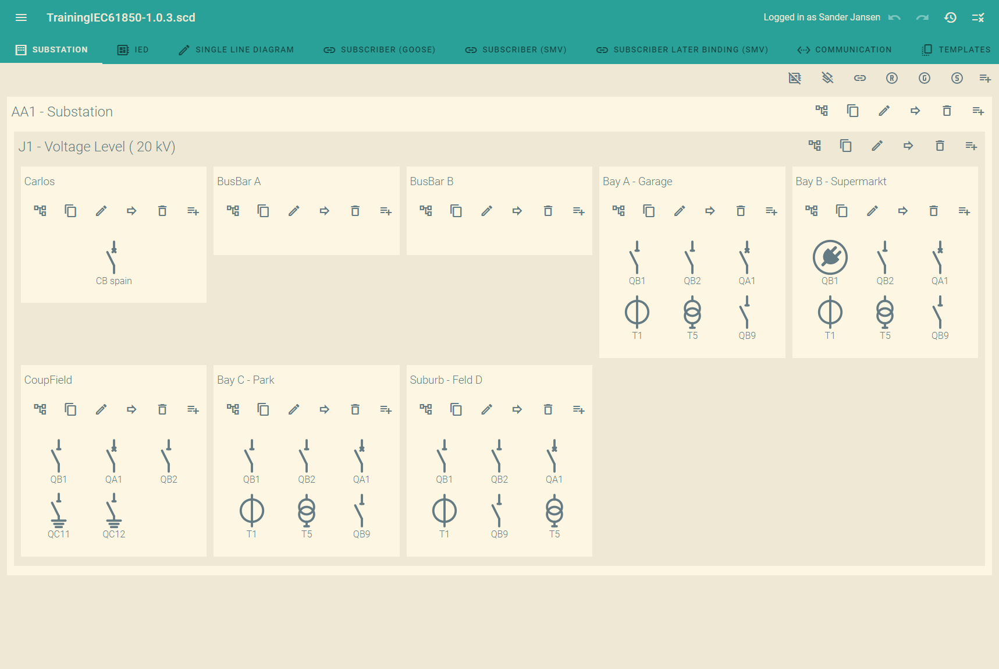 TrainingIEC61850-1.0.3.scd
Logged in as Sander Jansen
SUBSTATION
IED
SINGLE LINE DIAGRAM
SUBSCRIBER (GOOSE)
SUBSCRIBER (SMV)
SUBSCRIBER LATER BINDING (SMV)
COMMUNICATION
TEMPLATES
R
G
S
AA1 - Substation
J1 - Voltage Level ( 20 kV)
Carlos
CB spain
BusBar A
BusBar B
Bay A - Garage
QB1
QB2
QA1
T1
T5
QB9
Bay B - Supermarkt
QB1
QB2
QA1
T1
T5
QB9
CoupField
QB1
QA1
QB2
QC11
QC12
Bay C - Park
QB1
QB2
QA1
T1
T5
QB9
Suburb - Feld D
QB1
QB2
QA1
T1
QB9
T5